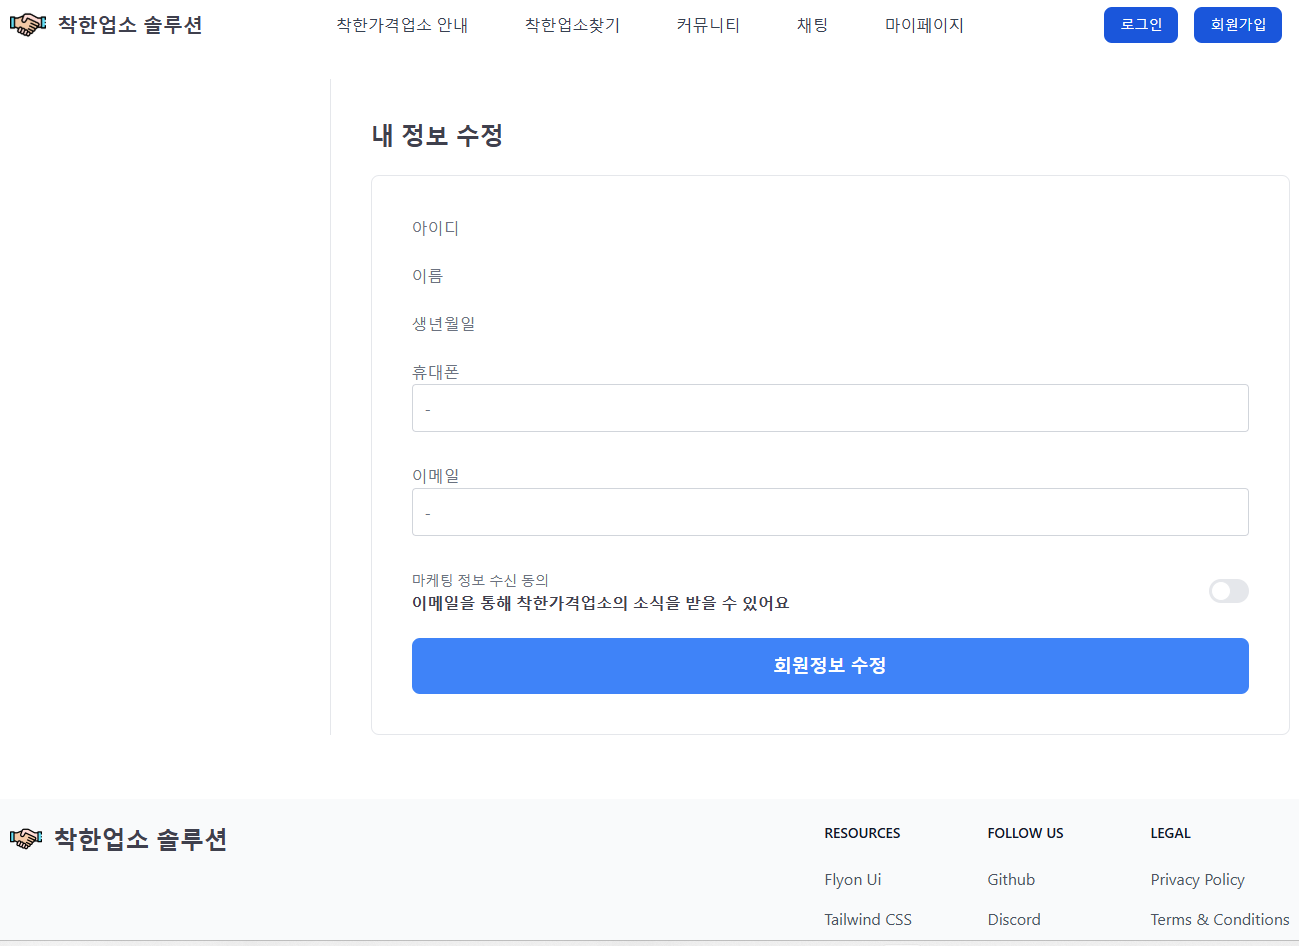 착한업소 솔루션
착한가격업소 안내
착한업소찾기
커뮤니티
채팅
마이페이지
로그인
회원가입
내 정보 수정
아이디
이름
생년월일
휴대폰
-
이메일
-
마케팅 정보 수신 동의
이메일을 통해 착한가격업소의 소식을 받을 수 있어요
회원정보 수정
착한업소 솔루션
RESOURCES
Flyon Ui
Tailwind CSS
FOLLOW US
Github
Discord
LEGAL
Privacy Policy
Terms & Conditions